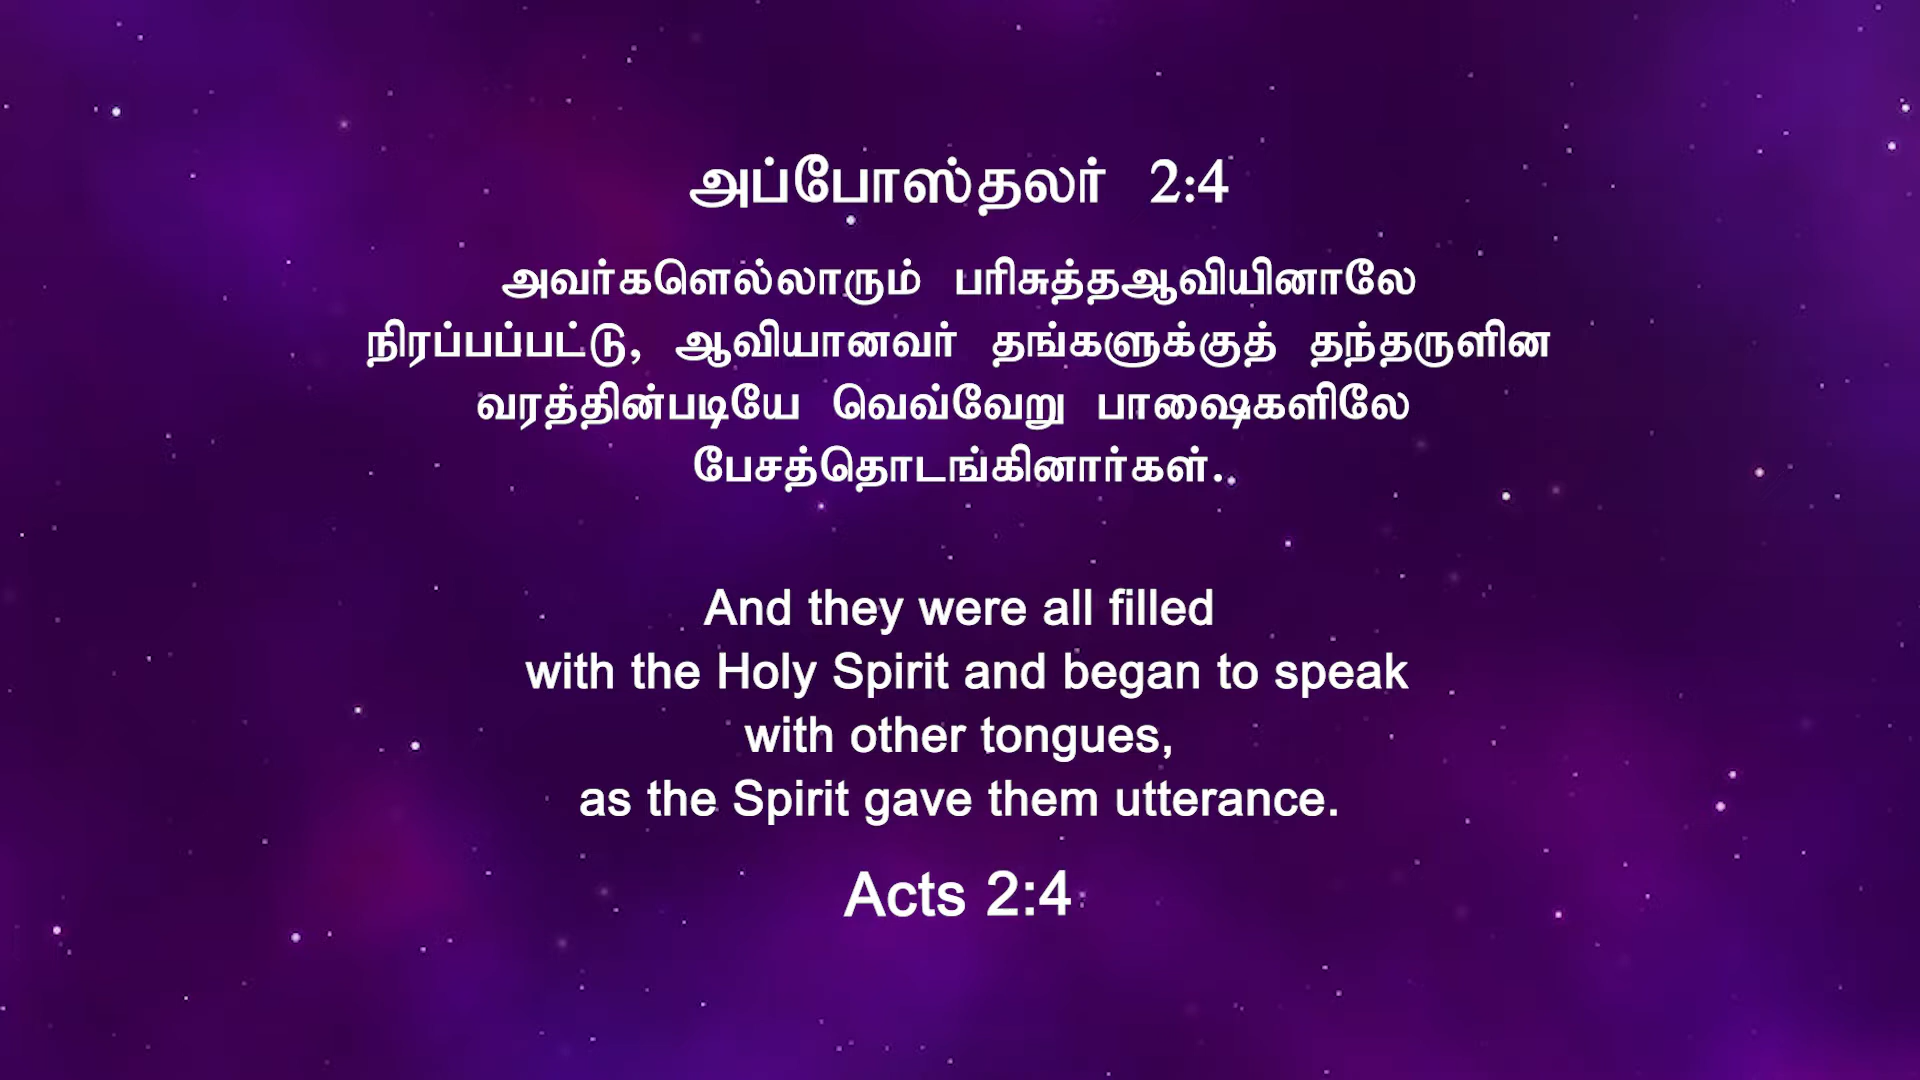 அப்போஸ்தலர் 2:4
அவர்களெல்லாரும் பரிசுத்தஆவியினாலே
நிரப்பப்பட்டு, ஆவியானவர் தங்களுக்குத் தந்தருளின
வரத்தின்படியே வெவ்வேறு பாஷைகளிலே
பேசத்தொடங்கினார்கள்.
And they were all filled
with the Holy Spirit and began to speak
with other tongues,
as the Spirit gave them utterance.
Acts 2:4